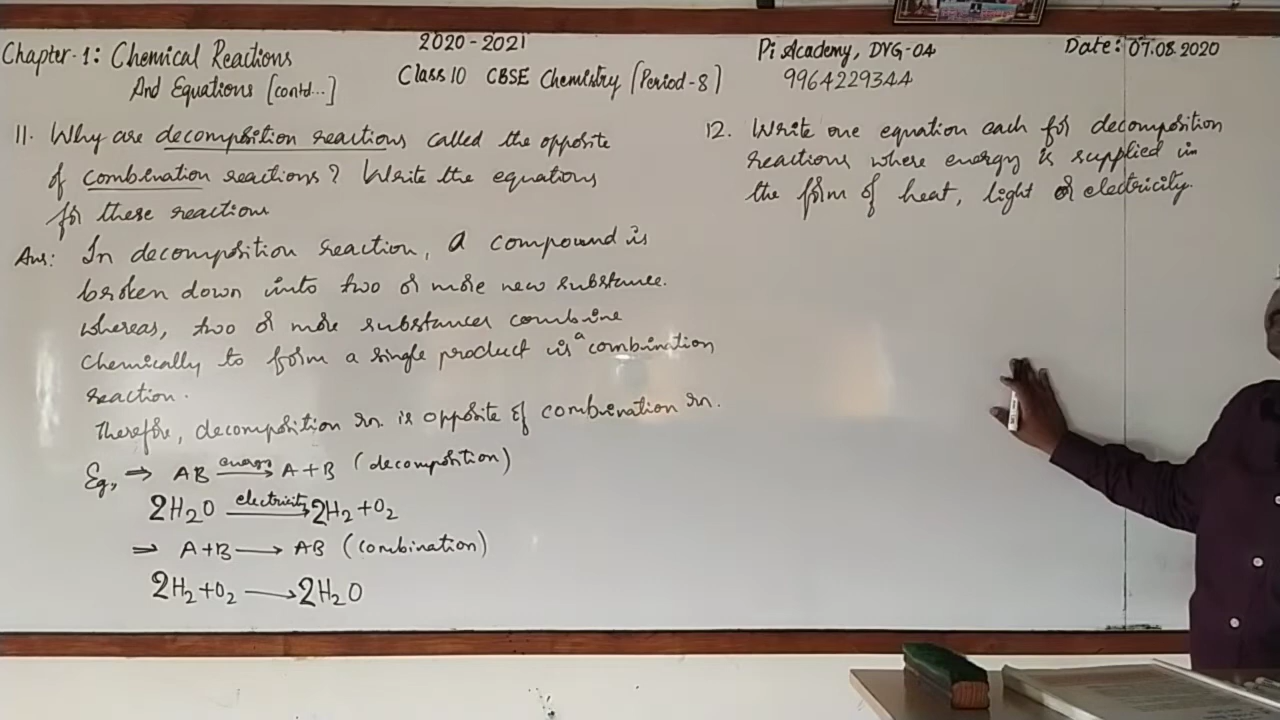 Chapter-1: Chemical Reactions
And Equations [contd...]
2020-2021
Class 10 CBSE Chemistry [Period-8]
Pi Academy, DVG-04
9964229344
Date: 07.08.2020
11. Why are decomposition reactions called the opposite
of combination reactions? Write the equations
for these reactions
Ans: In decomposition reaction, a compound is
broken down into two or more new substance.
whereas, two or more substances combine
chemically to form a single product is a combination
reaction.
Therefore, decomposition rn. is opposite of combination rn.
Eg, ⇒ AB energy→ A+B (decomposition)
2H₂O electricity→ 2H₂+O₂
⇒ A+B → AB (combination)
2H₂+O₂ → 2H₂O
12. Write one equation each for decomposition
reactions where energy is supplied in
the form of heat, light or electricity.